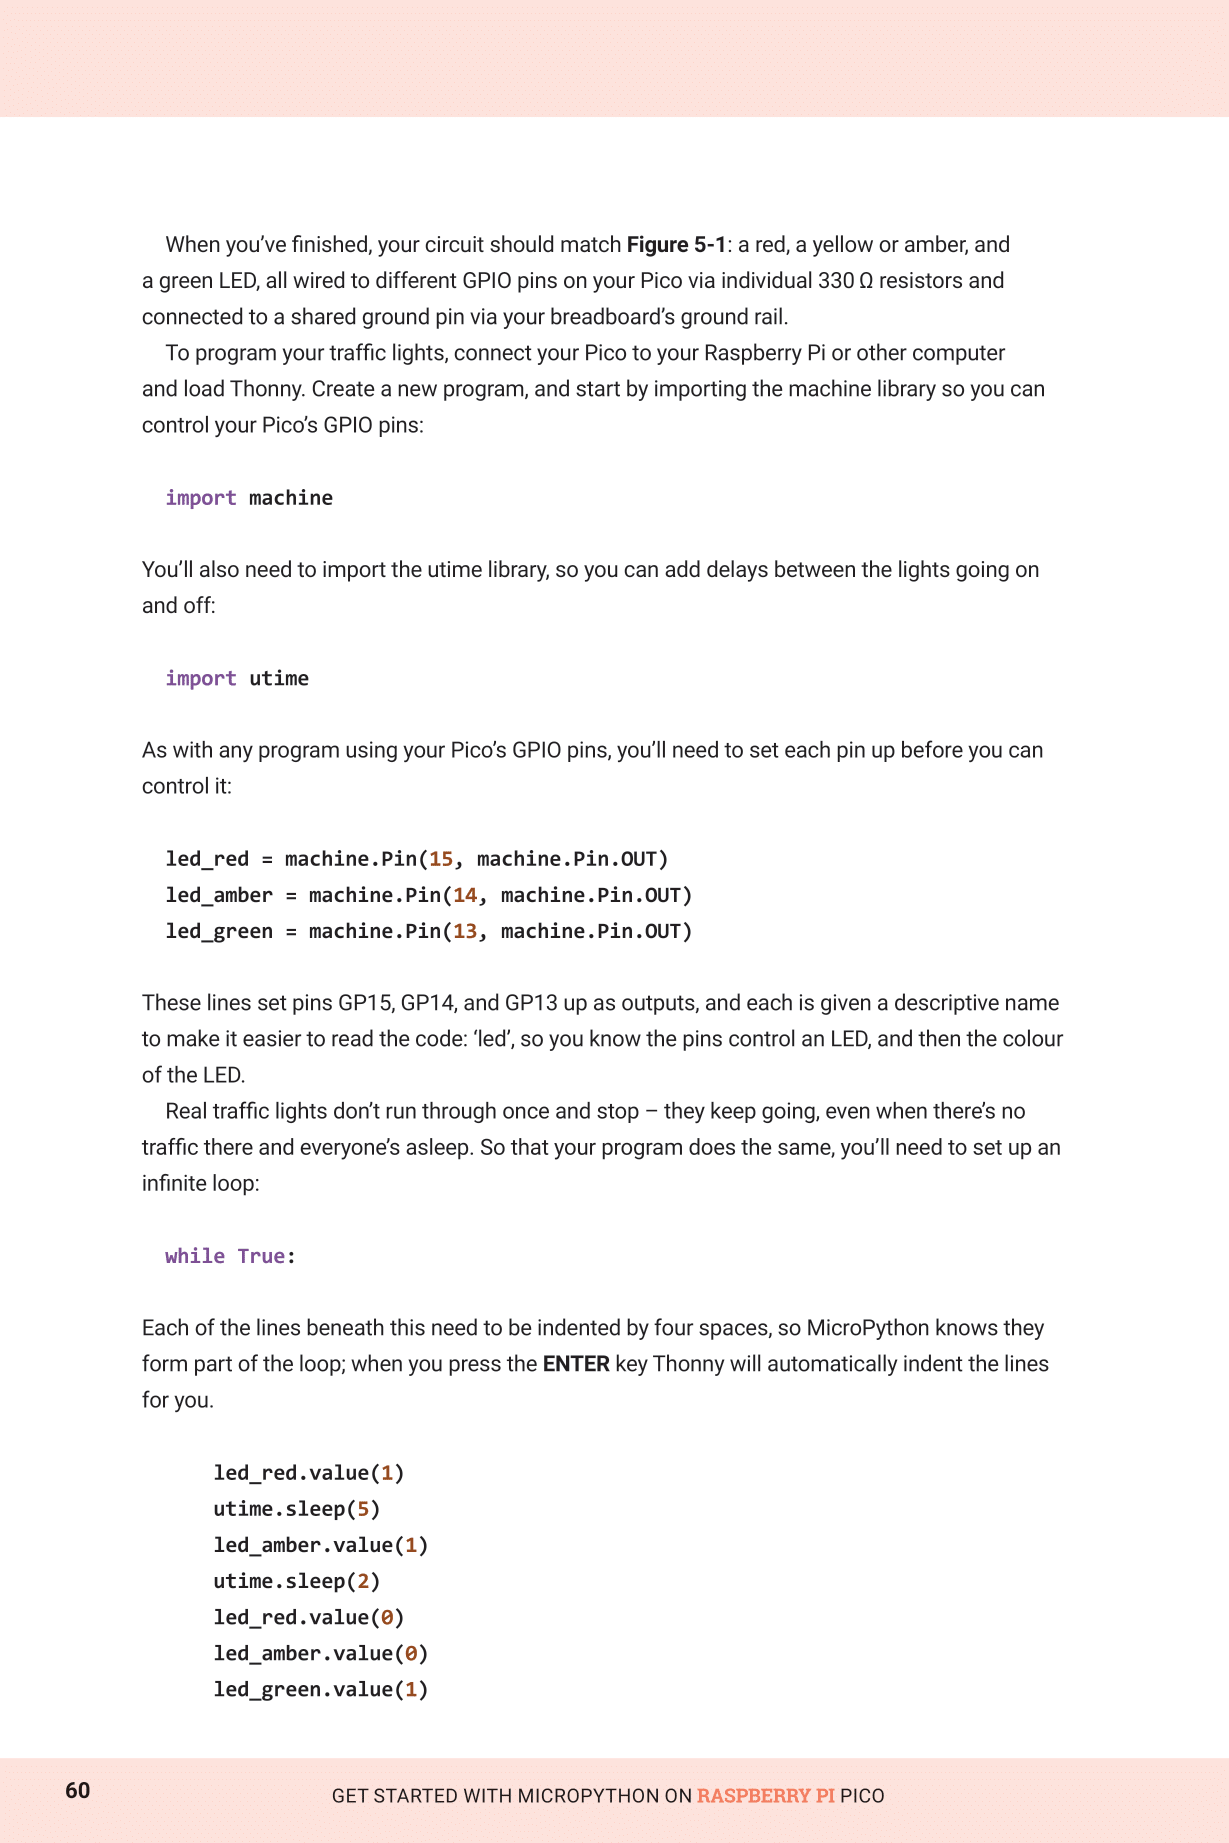 When you’ve finished, your circuit should match Figure 5-1: a red, a yellow or amber, and
a green LED, all wired to different GPIO pins on your Pico via individual 330 Ω resistors and
connected to a shared ground pin via your breadboard’s ground rail.
To program your traffic lights, connect your Pico to your Raspberry Pi or other computer
and load Thonny. Create a new program, and start by importing the machine library so you can
control your Pico’s GPIO pins:
import machine
You’ll also need to import the utime library, so you can add delays between the lights going on
and off:
import utime
As with any program using your Pico’s GPIO pins, you’ll need to set each pin up before you can
control it:
led_red = machine.Pin(15, machine.Pin.OUT)
led_amber = machine.Pin(14, machine.Pin.OUT)
led_green = machine.Pin(13, machine.Pin.OUT)
These lines set pins GP15, GP14, and GP13 up as outputs, and each is given a descriptive name
to make it easier to read the code: ‘led’, so you know the pins control an LED, and then the colour
of the LED.
Real traffic lights don’t run through once and stop – they keep going, even when there’s no
traffic there and everyone’s asleep. So that your program does the same, you’ll need to set up an
infinite loop:
while True:
Each of the lines beneath this need to be indented by four spaces, so MicroPython knows they
form part of the loop; when you press the ENTER key Thonny will automatically indent the lines
for you.
led_red.value(1)
utime.sleep(5)
led_amber.value(1)
utime.sleep(2)
led_red.value(0)
led_amber.value(0)
led_green.value(1)
60
GET STARTED WITH MICROPYTHON ON RASPBERRY PI PICO